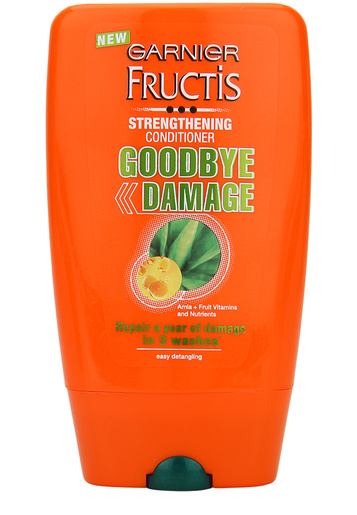 NEW
GARNIER
FRUCTIS
STRENGTHENING
CONDITIONER
GOODBYE
DAMAGE
Amla + Fruit Vitamins
and Nutrients
Repair a year of damage
in 3 washes
easy detangling